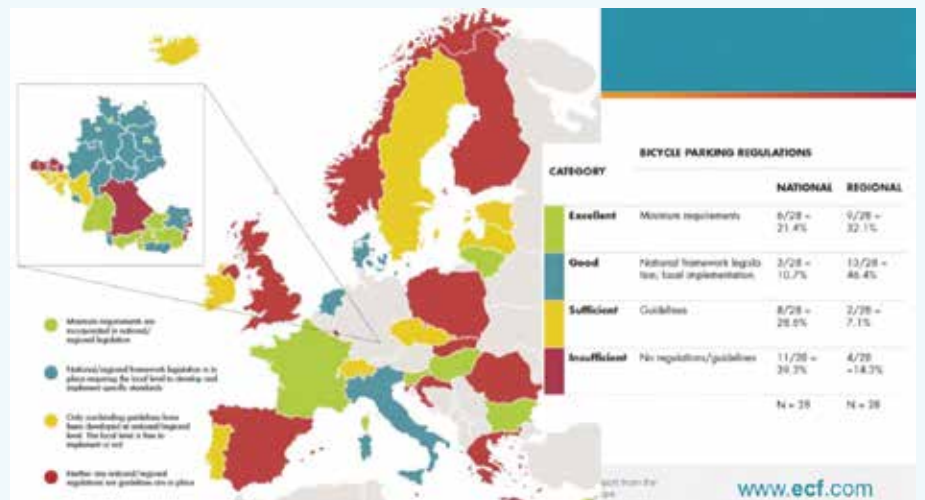 BICYCLE PARKING REGULATIONS
CATEGORY
NATIONAL REGIONAL
Excellent Minimum requirements 6/28 = 9/28 =
21.4% 32.1%
Good National framework legisla- 3/28 = 13/28 =
tion; local implementation 10.7% 46.4%
Sufficient Guidelines 8/28 = 2/28 =
28.6% 7.1%
Insufficient No regulations/guidelines 11/28 = 4/28
39.3% =14.3%
N = 28 N = 28
Minimum requirements are
incorporated in national/
regional legislation
National/regional framework legislation is in
place requiring the local level to develop and
implement specific standards
Only nonbinding guidelines have
been developed at national/regional
level. The local level is free to
implement or not
Neither are national/regional
regulations nor guidelines are in place
from the
www.ecf.com